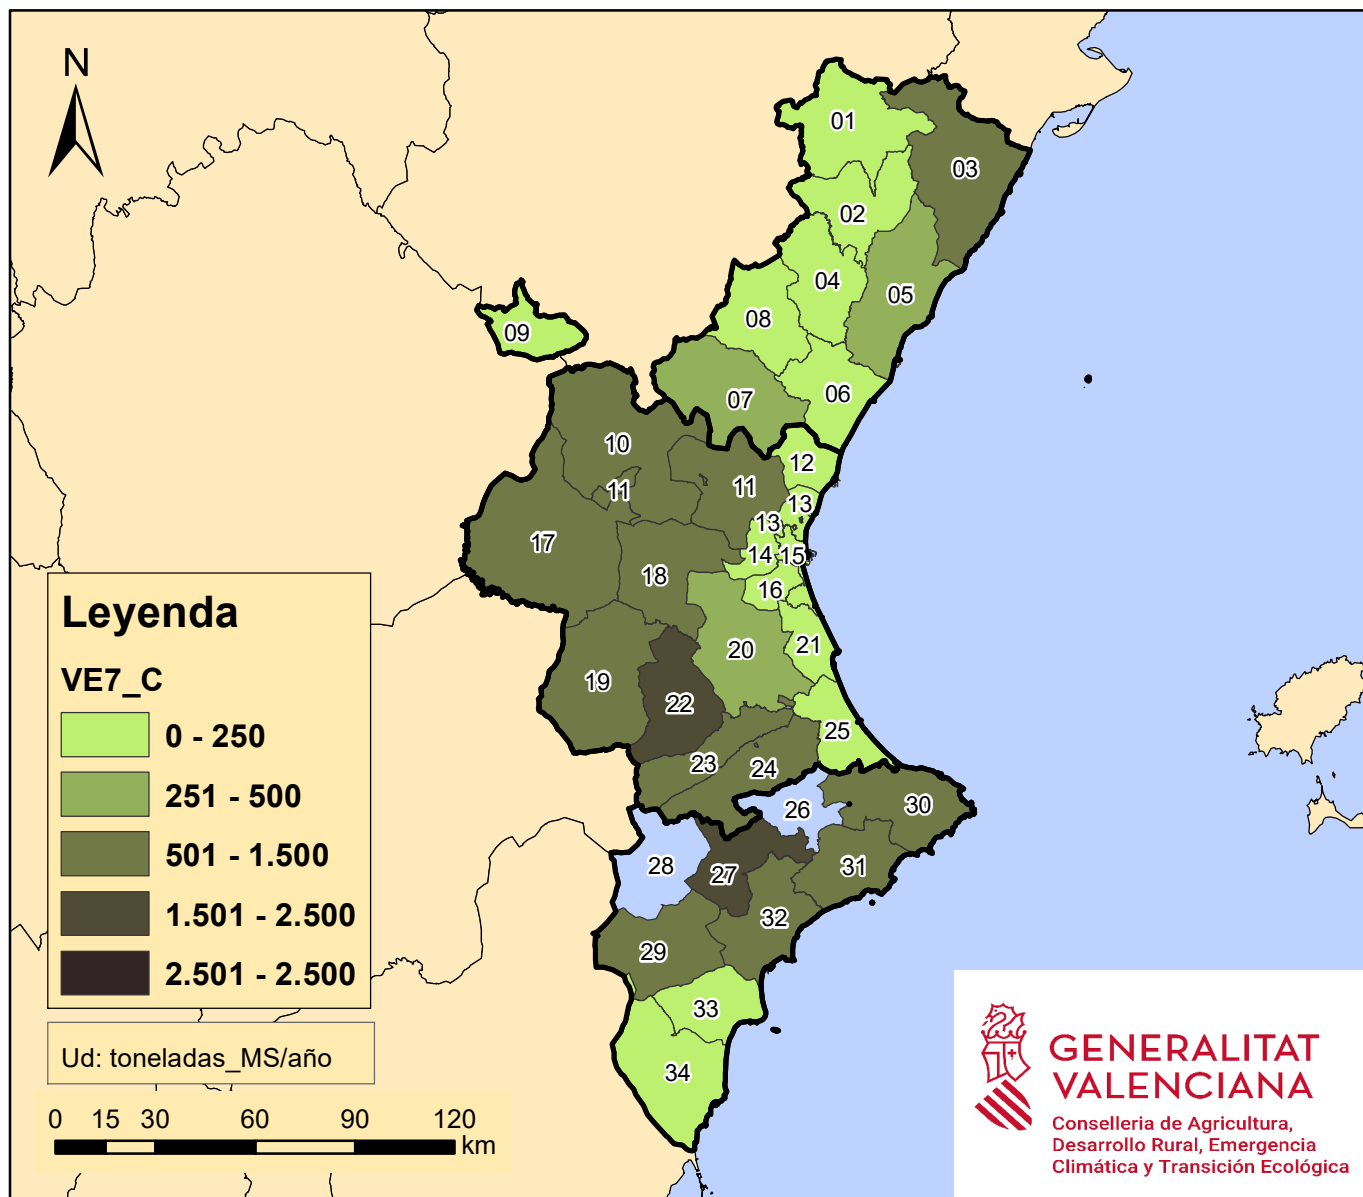 N
01
03
02
04
05
08
09
06
07
10
12
11
11
13
13
17
14
15
18
16
21
20
19
22
25
23
24
30
26
28
31
27
32
29
33
34
Leyenda
VE7_C
0 - 250
251 - 500
501 - 1.500
1.501 - 2.500
2.501 - 2.500
Ud: toneladas_MS/año
0 15 30 60 90 120
km
GENERALITAT
VALENCIANA
Conselleria de Agricultura,
Desarrollo Rural, Emergencia
Climática y Transición Ecológica